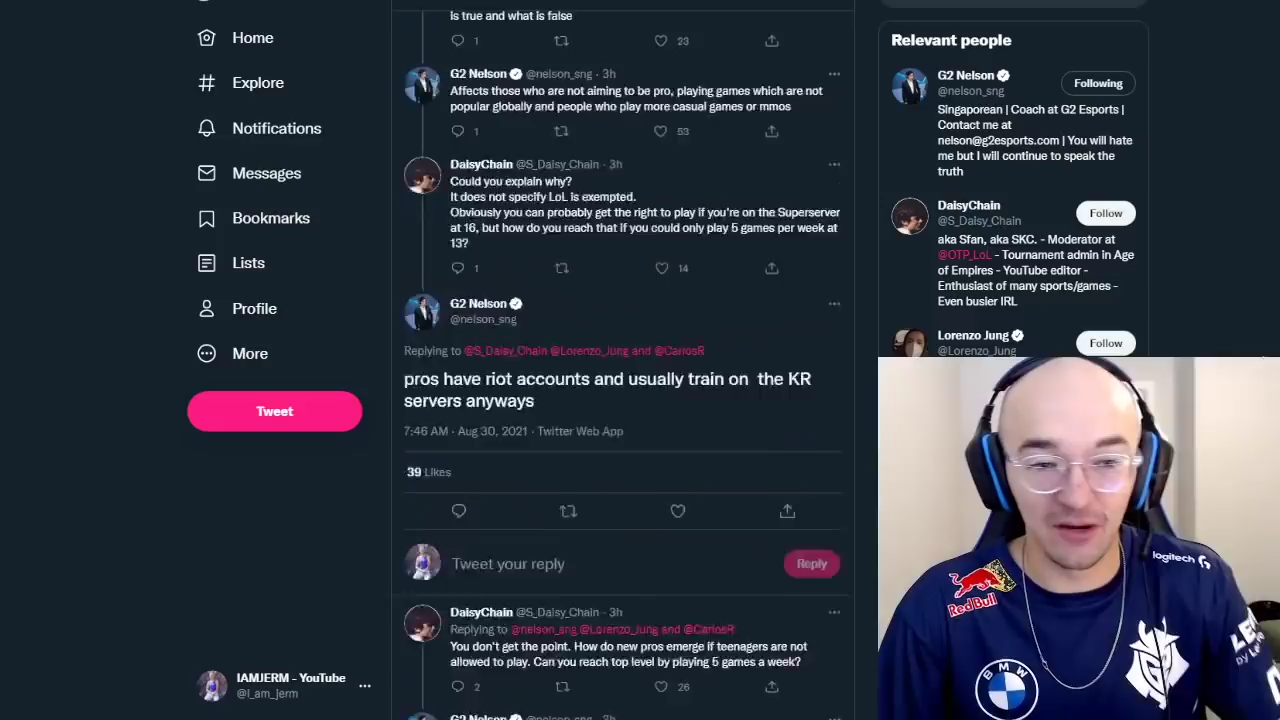 Home
Explore
Notifications
Messages
Bookmarks
Lists
Profile
More
Tweet
IAMJERM - YouTube
@I_am_jerm
is true and what is false
1
23
G2 Nelson @nelson_sng · 3h
Affects those who are not aiming to be pro, playing games which are not
popular globally and people who play more casual games or mmos
1
53
DaisyChain @S_Daisy_Chain · 3h
Could you explain why?
It does not specify LoL is exempted.
Obviously you can probably get the right to play if you're on the Superserver
at 16, but how do you reach that if you could only play 5 games per week at
13?
1
14
G2 Nelson
@nelson_sng
Replying to @S_Daisy_Chain @Lorenzo_Jung and @CarlosR
pros have riot accounts and usually train on the KR
servers anyways
7:46 AM · Aug 30, 2021 · Twitter Web App
39 Likes
Tweet your reply
Reply
DaisyChain @S_Daisy_Chain · 3h
Replying to @nelson_sng @Lorenzo_Jung and @CarlosR
You don't get the point. How do new pros emerge if teenagers are not
allowed to play. Can you reach top level by playing 5 games a week?
2
26
G2 Nelson @nelson_sng · 3h
Relevant people
G2 Nelson
@nelson_sng
Following
Singaporean | Coach at G2 Esports |
Contact me at
nelson@g2esports.com | You will hate
me but I will continue to speak the
truth
DaisyChain
@S_Daisy_Chain
Follow
aka Sfan, aka SKC. - Moderator at
@OTP_LoL - Tournament admin in Age
of Empires - YouTube editor -
Enthusiast of many sports/games -
Even busier IRL
Lorenzo Jung
@Lorenzo_Jung
Follow
logitech G
Red Bull
BMW
G2